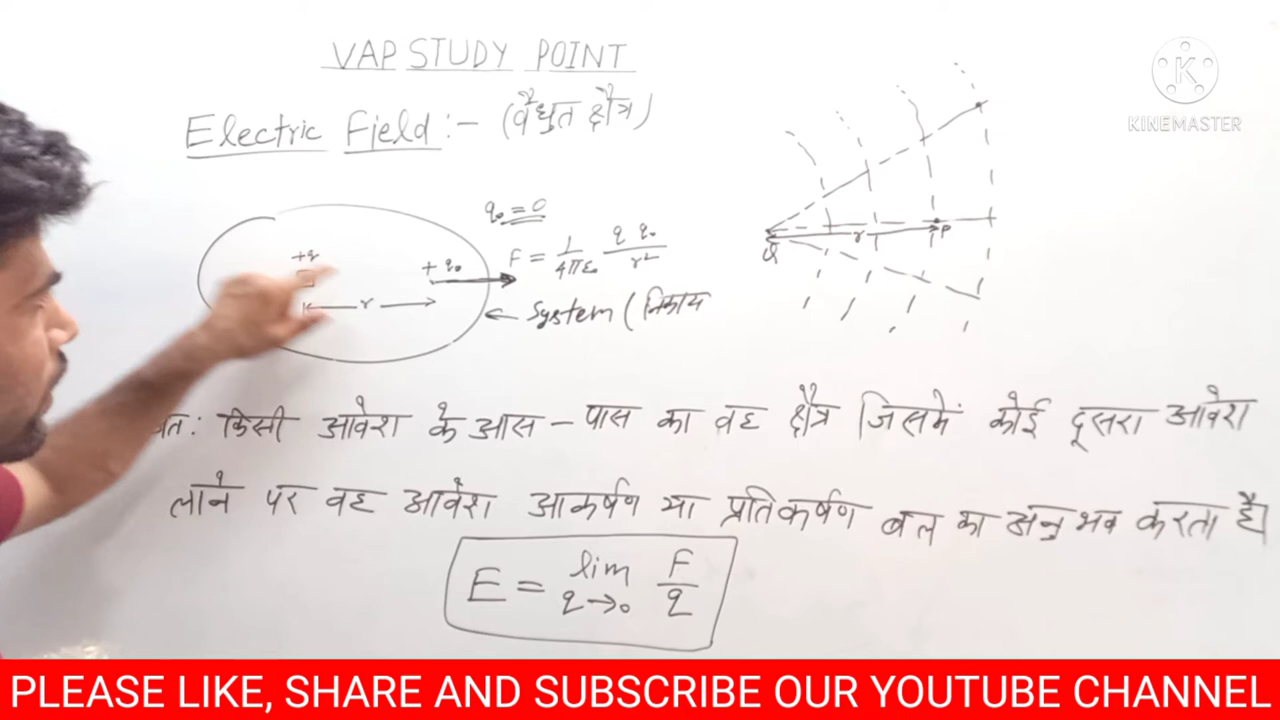 VAP STUDY POINT
KINEMASTER
Electric Field :- (वैधुत क्षैत्र)
q₀ = 0
+q
+ q₀
F = 1/4πε₀ q q₀/r²
r
← System (निकाय
Q
r
P
किसी आवेश के आस - पास का वह क्षैत्र जिसमें कोई दूसरा आवेश
लाने पर वह आवेश आकर्षण या प्रतिकर्षण बल का अनुभव करता है।
E = lim q→0 F/q
PLEASE LIKE, SHARE AND SUBSCRIBE OUR YOUTUBE CHANNEL